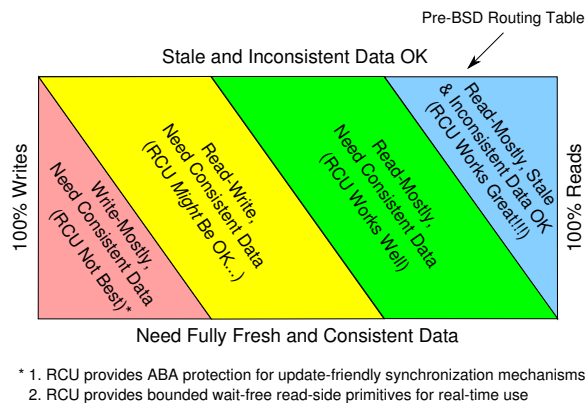 Pre-BSD Routing Table
Stale and Inconsistent Data OK
100% Writes
Write-Mostly,
Need Consistent Data
(RCU Not Best)*
Read-Write,
Need Consistent Data
(RCU Might Be OK...)
Read-Mostly,
Need Consistent Data
(RCU Works Well)
Read-Mostly, Stale
& Inconsistent Data OK
(RCU Works Great!!!)
100% Reads
Need Fully Fresh and Consistent Data
* 1. RCU provides ABA protection for update-friendly synchronization mechanisms
2. RCU provides bounded wait-free read-side primitives for real-time use